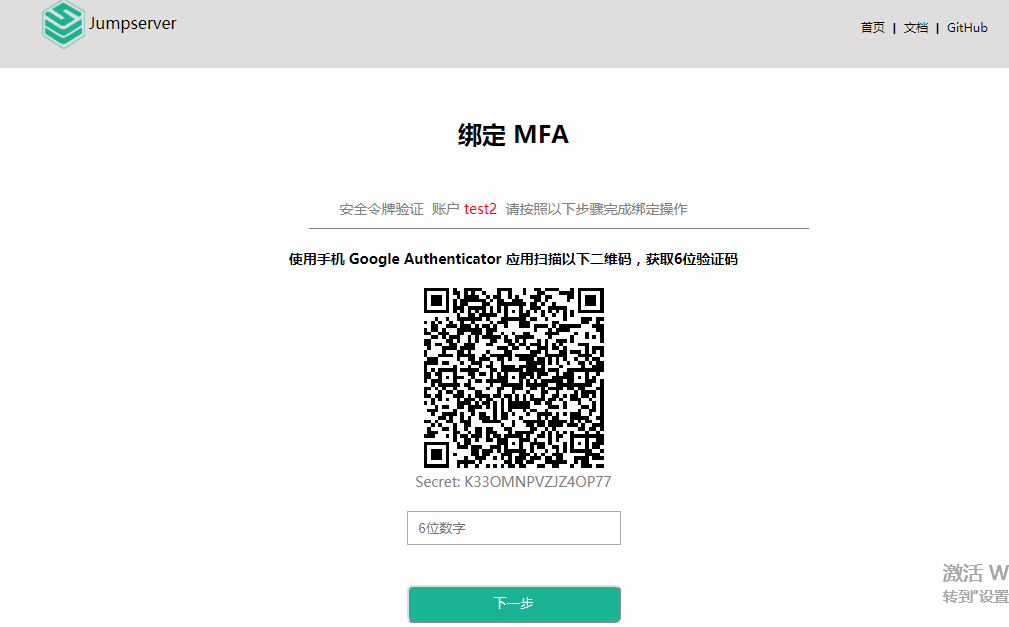 Jumpserver
首页 | 文档 | GitHub
绑定 MFA
安全令牌验证 账户 test2 请按照以下步骤完成绑定操作
使用手机 Google Authenticator 应用扫描以下二维码，获取6位验证码
Secret: K33OMNPVZJZ4OP77
6位数字
下一步
激活 W
转到"设置